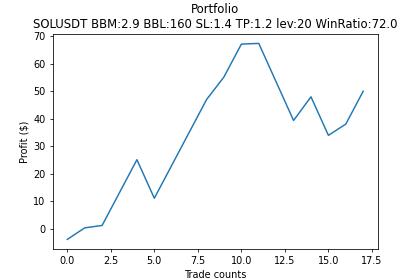 Portfolio
SOLUSDT BBM:2.9 BBL:160 SL:1.4 TP:1.2 lev:20 WinRatio:72.0
70
60
50
40
30
20
10
0
Profit ($)
0.0 2.5 5.0 7.5 10.0 12.5 15.0 17.5
Trade counts